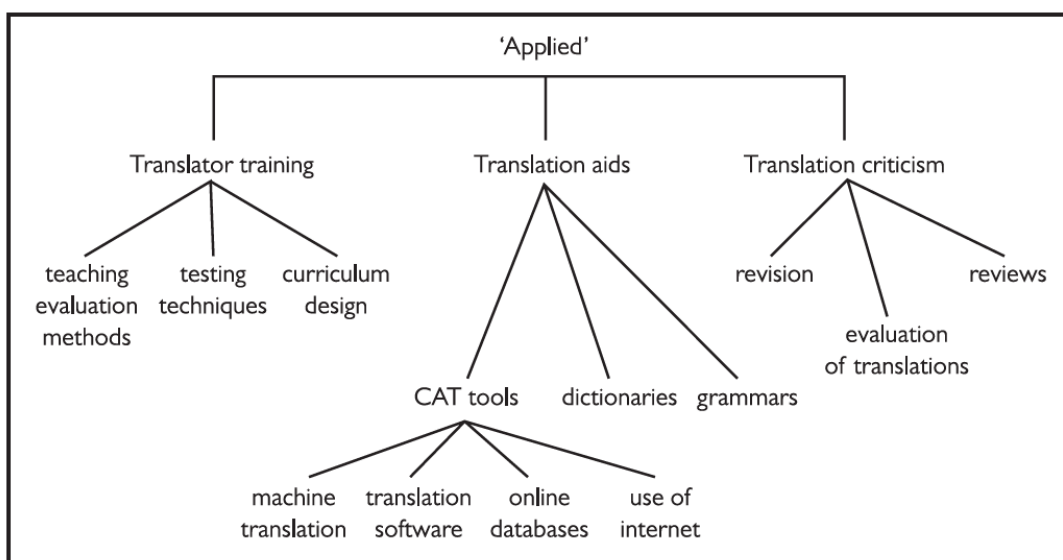 ‘Applied’
Translator training
Translation aids
Translation criticism
teaching
evaluation
methods
testing
techniques
curriculum
design
revision
evaluation
of translations
reviews
CAT tools
dictionaries
grammars
machine
translation
translation
software
online
databases
use of
internet